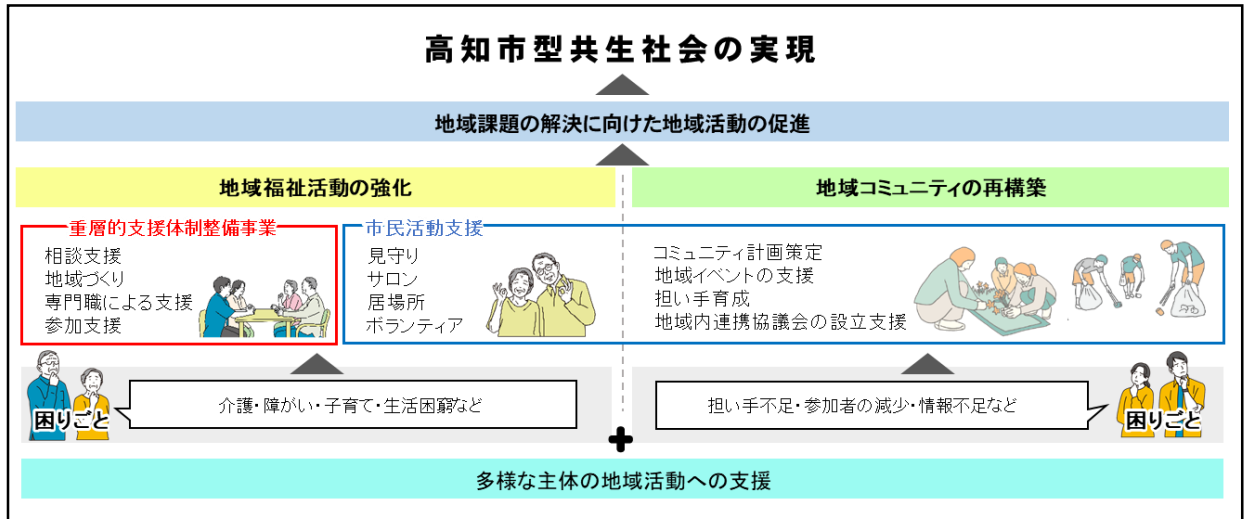 高知市型共生社会の実現
地域課題の解決に向けた地域活動の促進
地域福祉活動の強化
地域コミュニティの再構築
重層的支援体制整備事業
相談支援
地域づくり
専門職による支援
参加支援
市民活動支援
見守り
サロン
居場所
ボランティア
コミュニティ計画策定
地域イベントの支援
担い手育成
地域内連携協議会の設立支援
困りごと
介護・障がい・子育て・生活困窮など
担い手不足・参加者の減少・情報不足など
困りごと
多様な主体の地域活動への支援